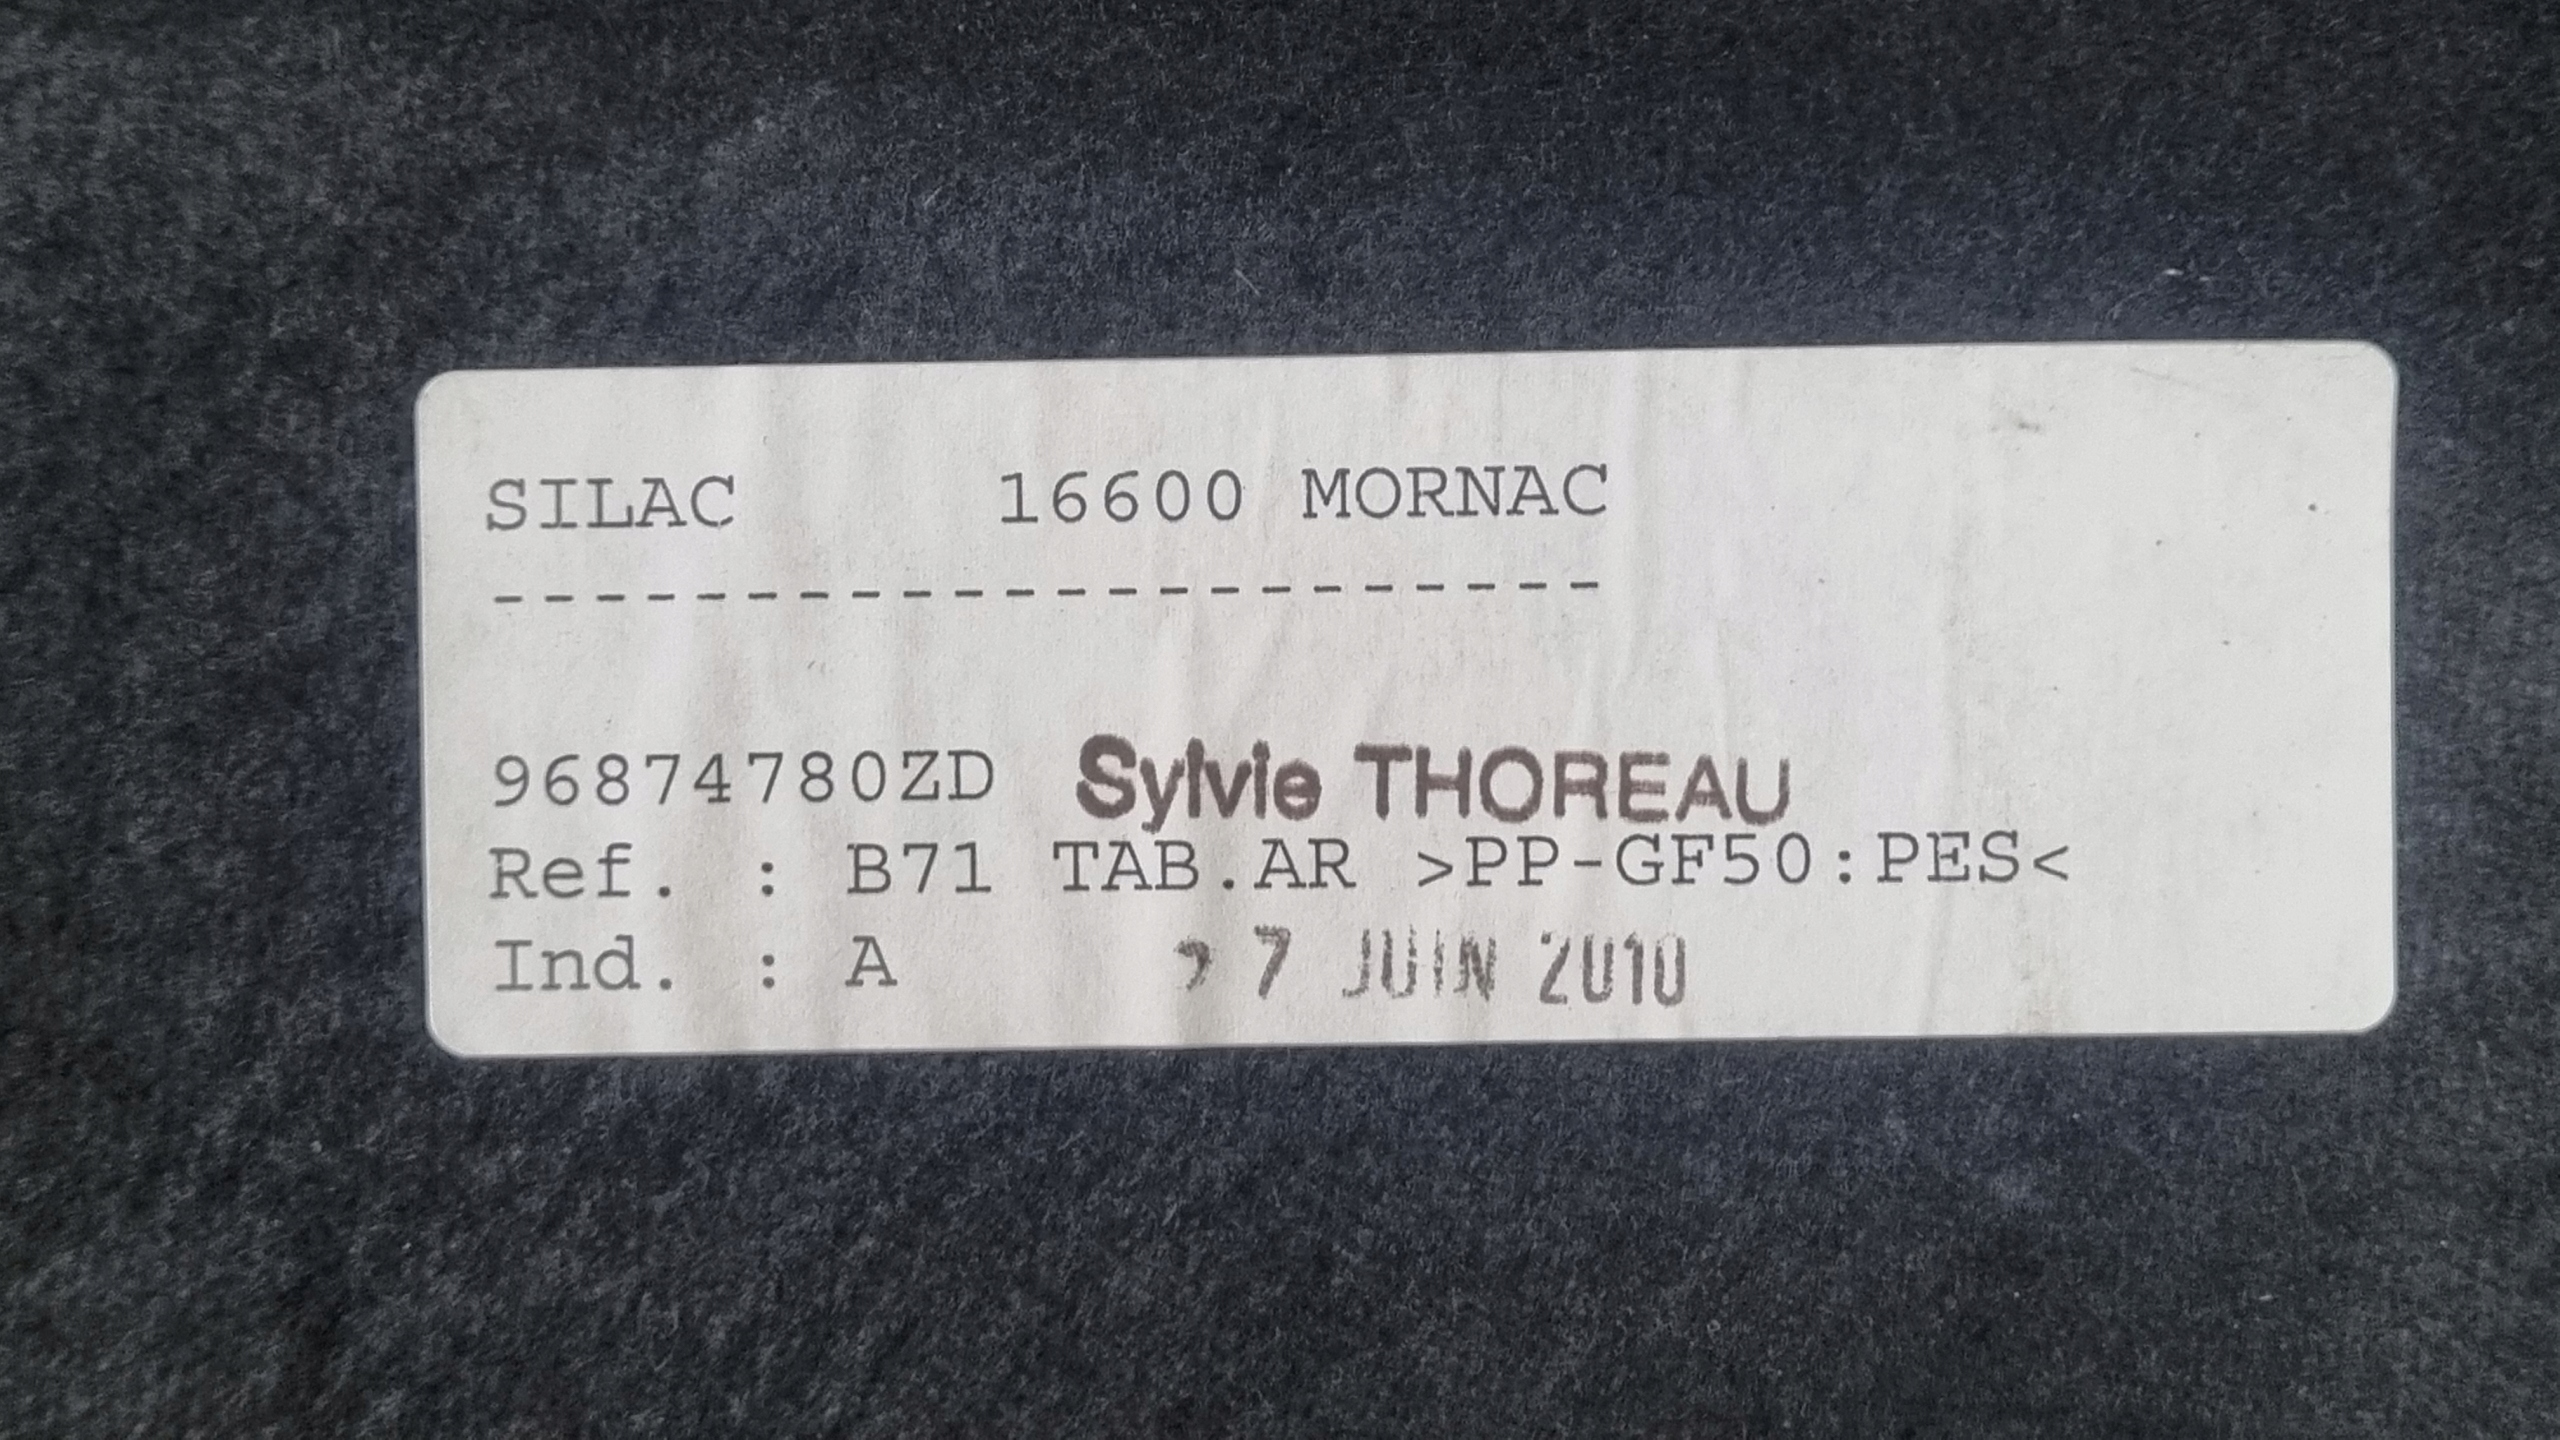 SILAC 16600 MORNAC
-----------------------
96874780ZD Sylvie THOREAU
Ref. : B71 TAB.AR >PP-GF50:PES<
Ind. : A 7 JUIN 2010